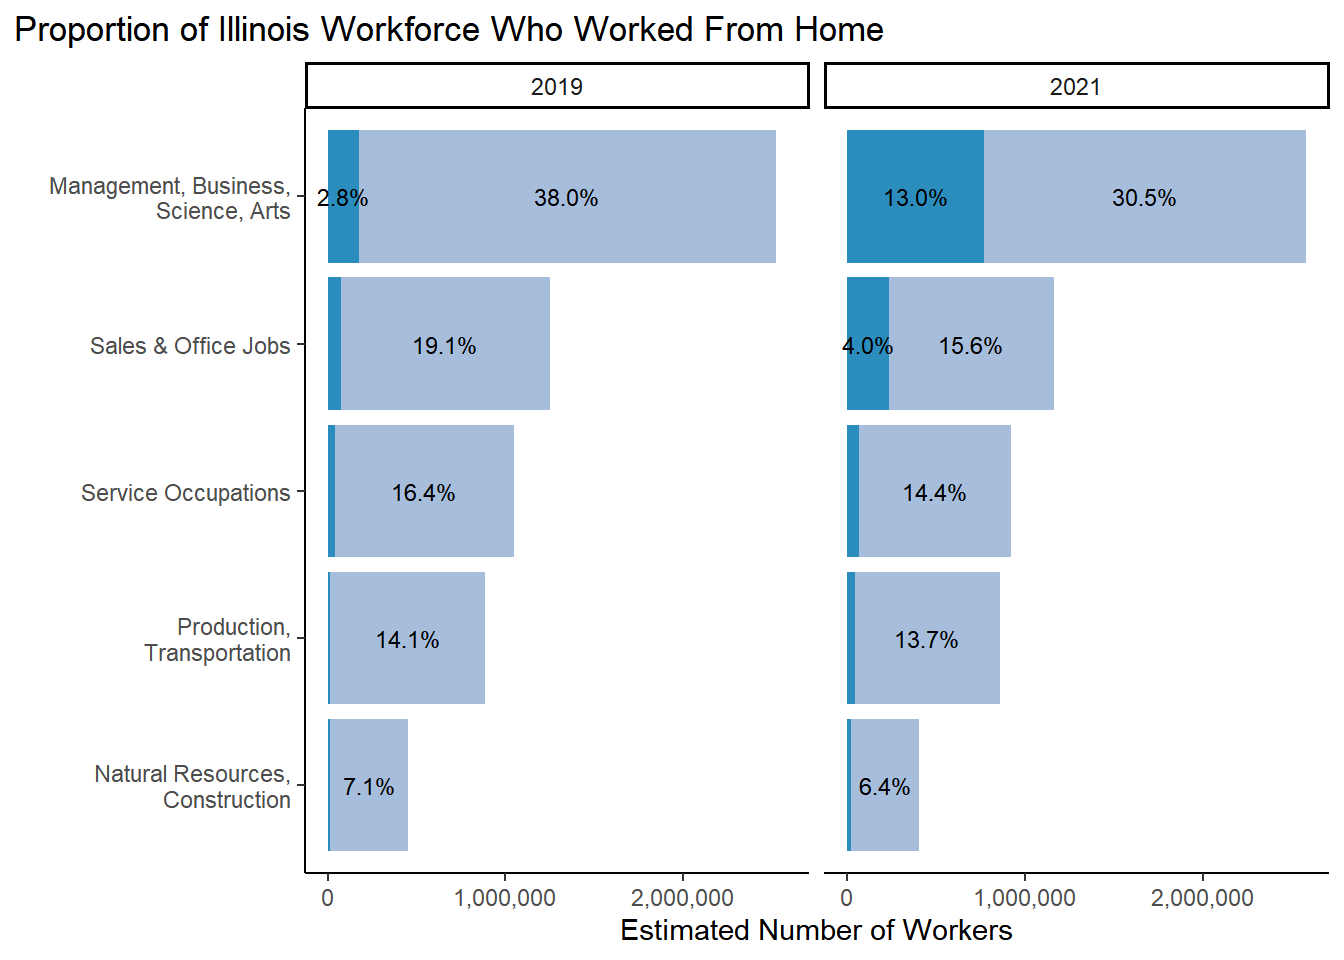 Proportion of Illinois Workforce Who Worked From Home
2019
2021
Management, Business,
Science, Arts
2.8%
38.0%
13.0%
30.5%
Sales & Office Jobs
19.1%
4.0%
15.6%
Service Occupations
16.4%
14.4%
Production,
Transportation
14.1%
13.7%
Natural Resources,
Construction
7.1%
6.4%
0
1,000,000
2,000,000
0
1,000,000
2,000,000
Estimated Number of Workers